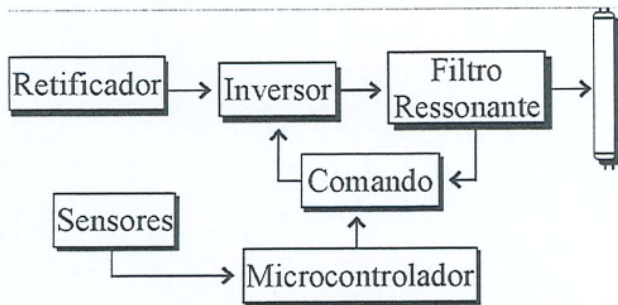 Retificador
Inversor
Filtro
Ressonante
Comando
Sensores
Microcontrolador